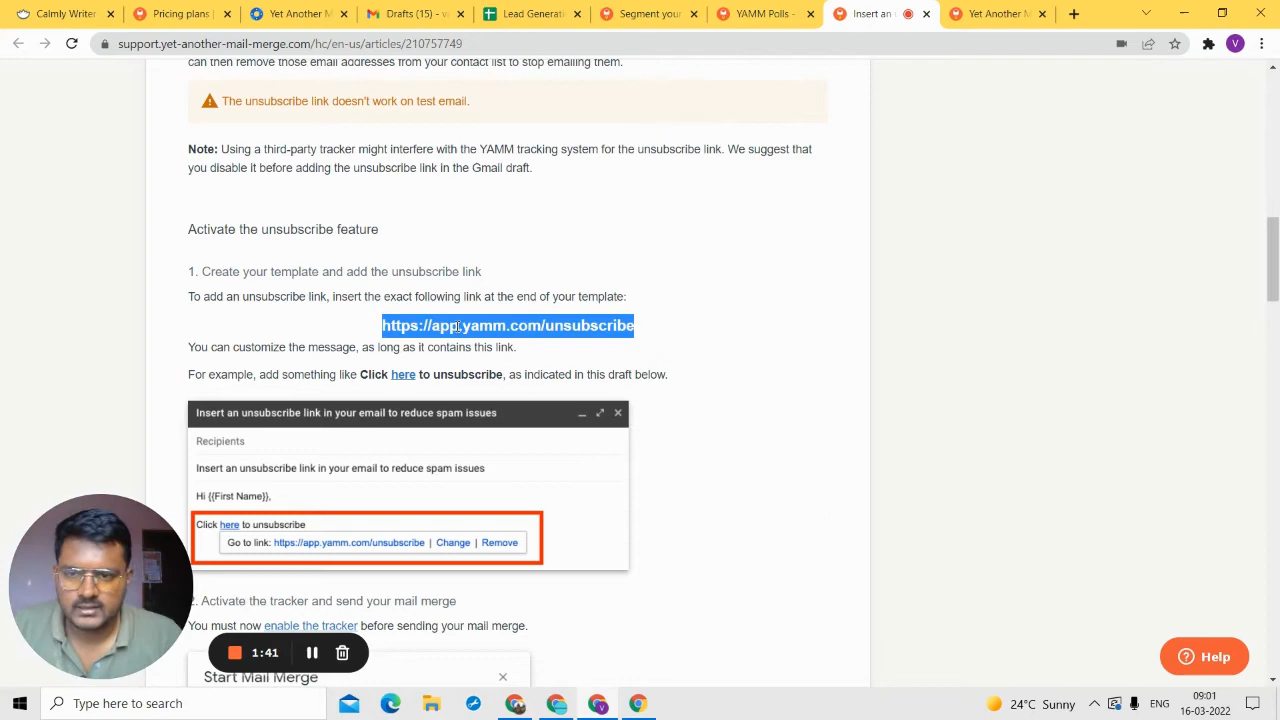 Calmly Writer
Pricing plans |
Yet Another M
Drafts (15) - v
Lead Generati
Segment your
YAMM Polls -
Insert an
Yet Another M
support.yet-another-mail-merge.com/hc/en-us/articles/210757749
V
can then remove those email addresses from your contact list to stop emailing them.
The unsubscribe link doesn't work on test email.
Note: Using a third-party tracker might interfere with the YAMM tracking system for the unsubscribe link. We suggest that
you disable it before adding the unsubscribe link in the Gmail draft.
Activate the unsubscribe feature
1. Create your template and add the unsubscribe link
To add an unsubscribe link, insert the exact following link at the end of your template:
https://app.yamm.com/unsubscribe
You can customize the message, as long as it contains this link.
For example, add something like Click here to unsubscribe, as indicated in this draft below.
Insert an unsubscribe link in your email to reduce spam issues
Recipients
Insert an unsubscribe link in your email to reduce spam issues
Hi {{First Name}},
Click here to unsubscribe
Go to link: https://app.yamm.com/unsubscribe | Change | Remove
2. Activate the tracker and send your mail merge
You must now enable the tracker before sending your mail merge.
1:41
Start Mail Merge
Help
Type here to search
24°C Sunny
ENG
09:01
16-03-2022